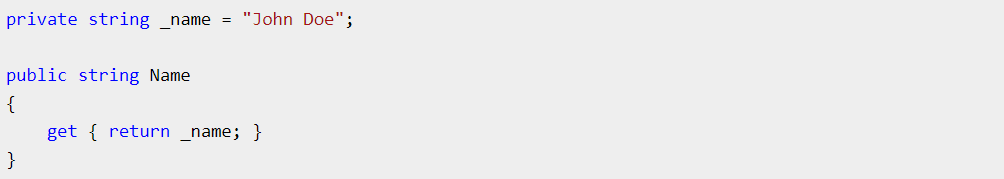 private string _name = "John Doe";
public string Name
{
    get { return _name; }
}